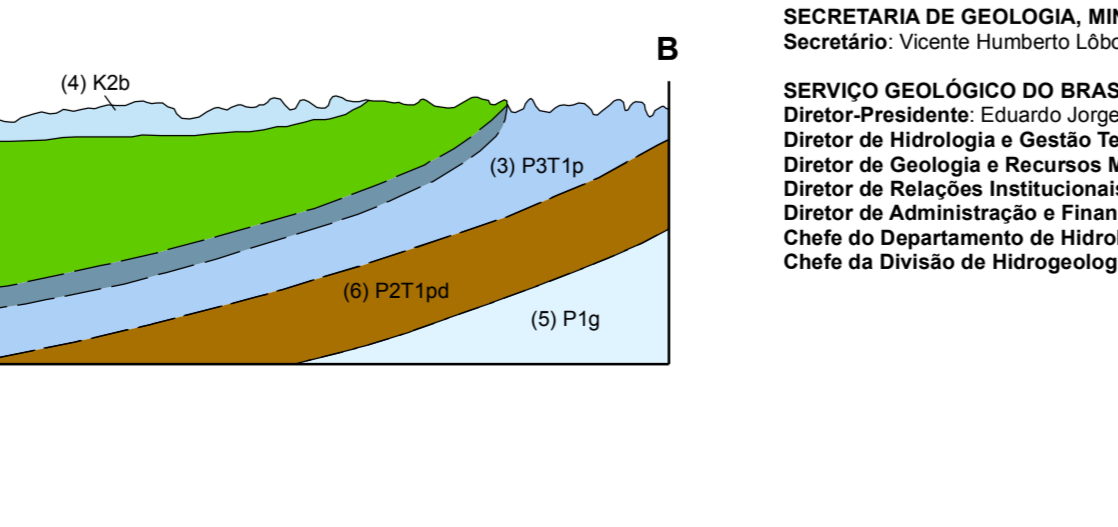 B
(4) K2b
(3) P3T1p
(6) P2T1pd
(5) P1g
SECRETARIA DE GEOLOGIA, MIN
Secretário: Vicente Humberto Lôbo
SERVIÇO GEOLÓGICO DO BRAS
Diretor-Presidente: Eduardo Jorge
Diretor de Hidrologia e Gestão Te
Diretor de Geologia e Recursos M
Diretor de Relações Institucionais
Diretor de Administração e Finan
Chefe do Departamento de Hidrol
Chefe da Divisão de Hidrogeolog